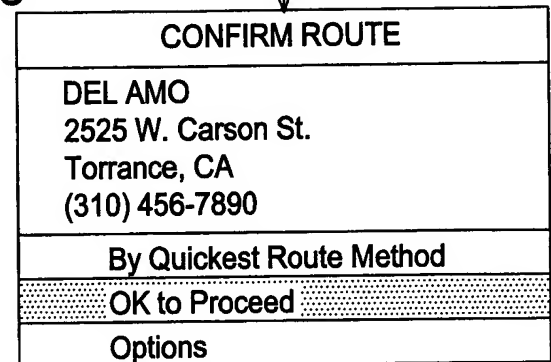 CONFIRM ROUTE
DEL AMO
2525 W. Carson St.
Torrance, CA
(310) 456-7890
By Quickest Route Method
OK to Proceed
Options